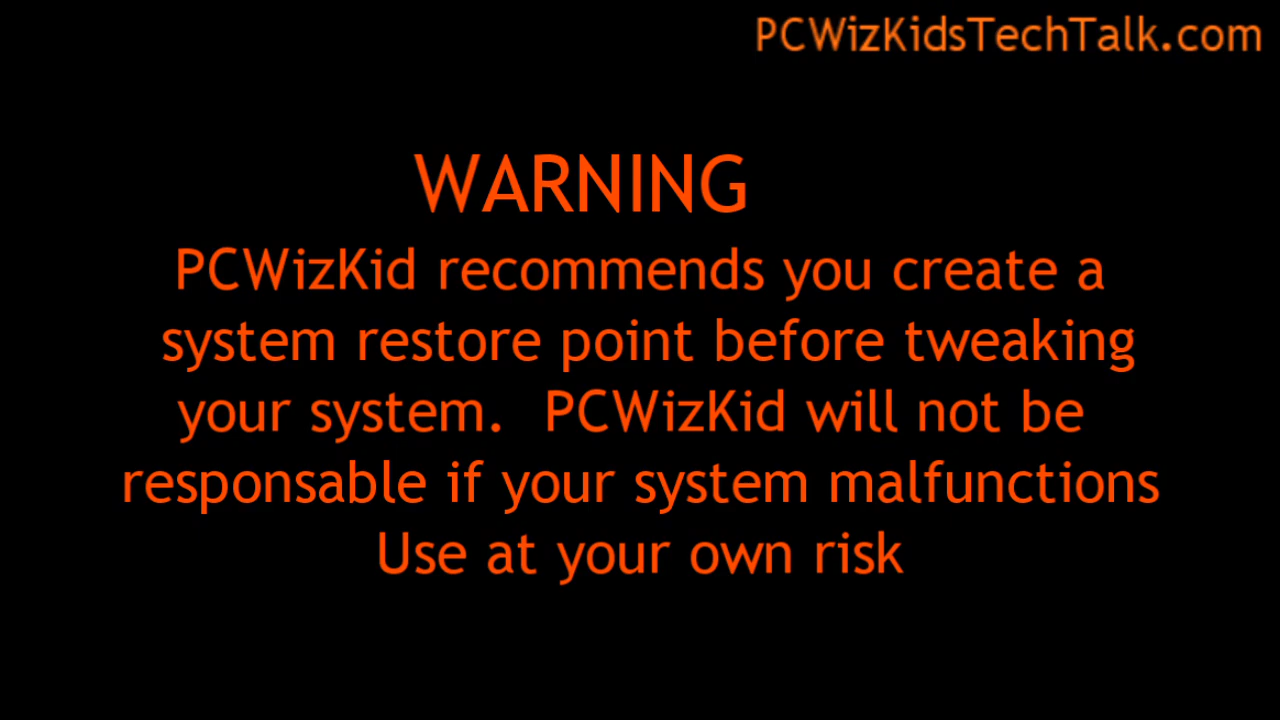 PCWizKidsTechTalk.com
WARNING
PCWizKid recommends you create a
system restore point before tweaking
your system.  PCWizKid will not be
responsable if your system malfunctions
Use at your own risk